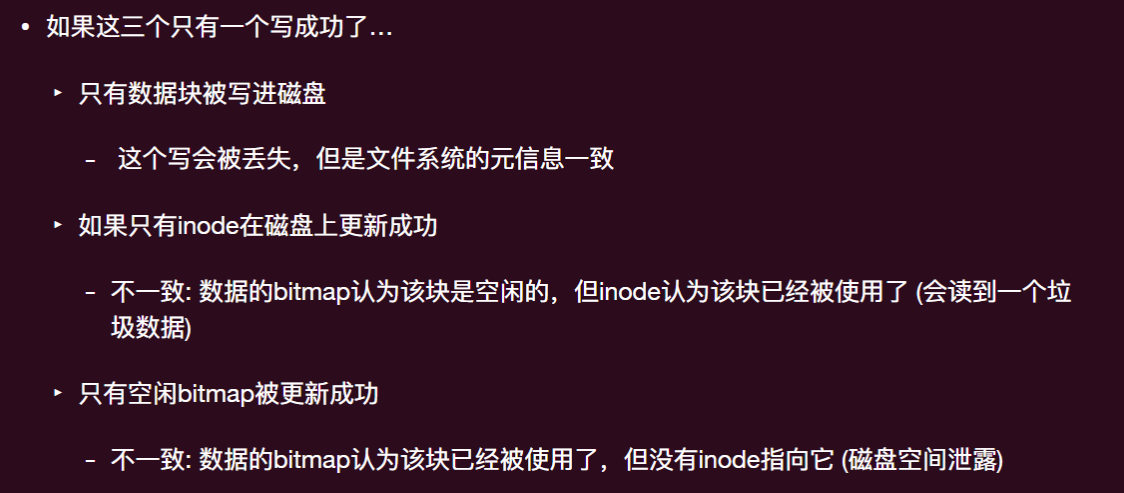 • 如果这三个只有一个写成功了…
‣ 只有数据块被写进磁盘
– 这个写会被丢失，但是文件系统的元信息一致
‣ 如果只有inode在磁盘上更新成功
– 不一致: 数据的bitmap认为该块是空闲的，但inode认为该块已经被使用了 (会读到一个垃
圾数据)
‣ 只有空闲bitmap被更新成功
– 不一致: 数据的bitmap认为该块已经被使用了，但没有inode指向它 (磁盘空间泄露)